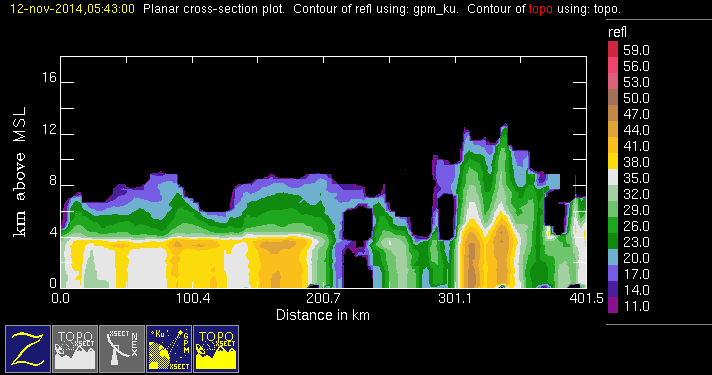 12-nov-2014,05:43:00 Planar cross-section plot. Contour of refl using: gpm_ku. Contour of topo using: topo.
refl
59.0
56.0
53.0
50.0
47.0
44.0
41.0
38.0
35.0
32.0
29.0
26.0
23.0
20.0
17.0
14.0
11.0
km above MSL
16
12
8
4
0
0.0 100.4 200.7 301.1 401.5
Distance in km
Z
TOPO
XSECT
XSECT
XSECT
Ku
GPM
XSECT
TOPO
XSECT